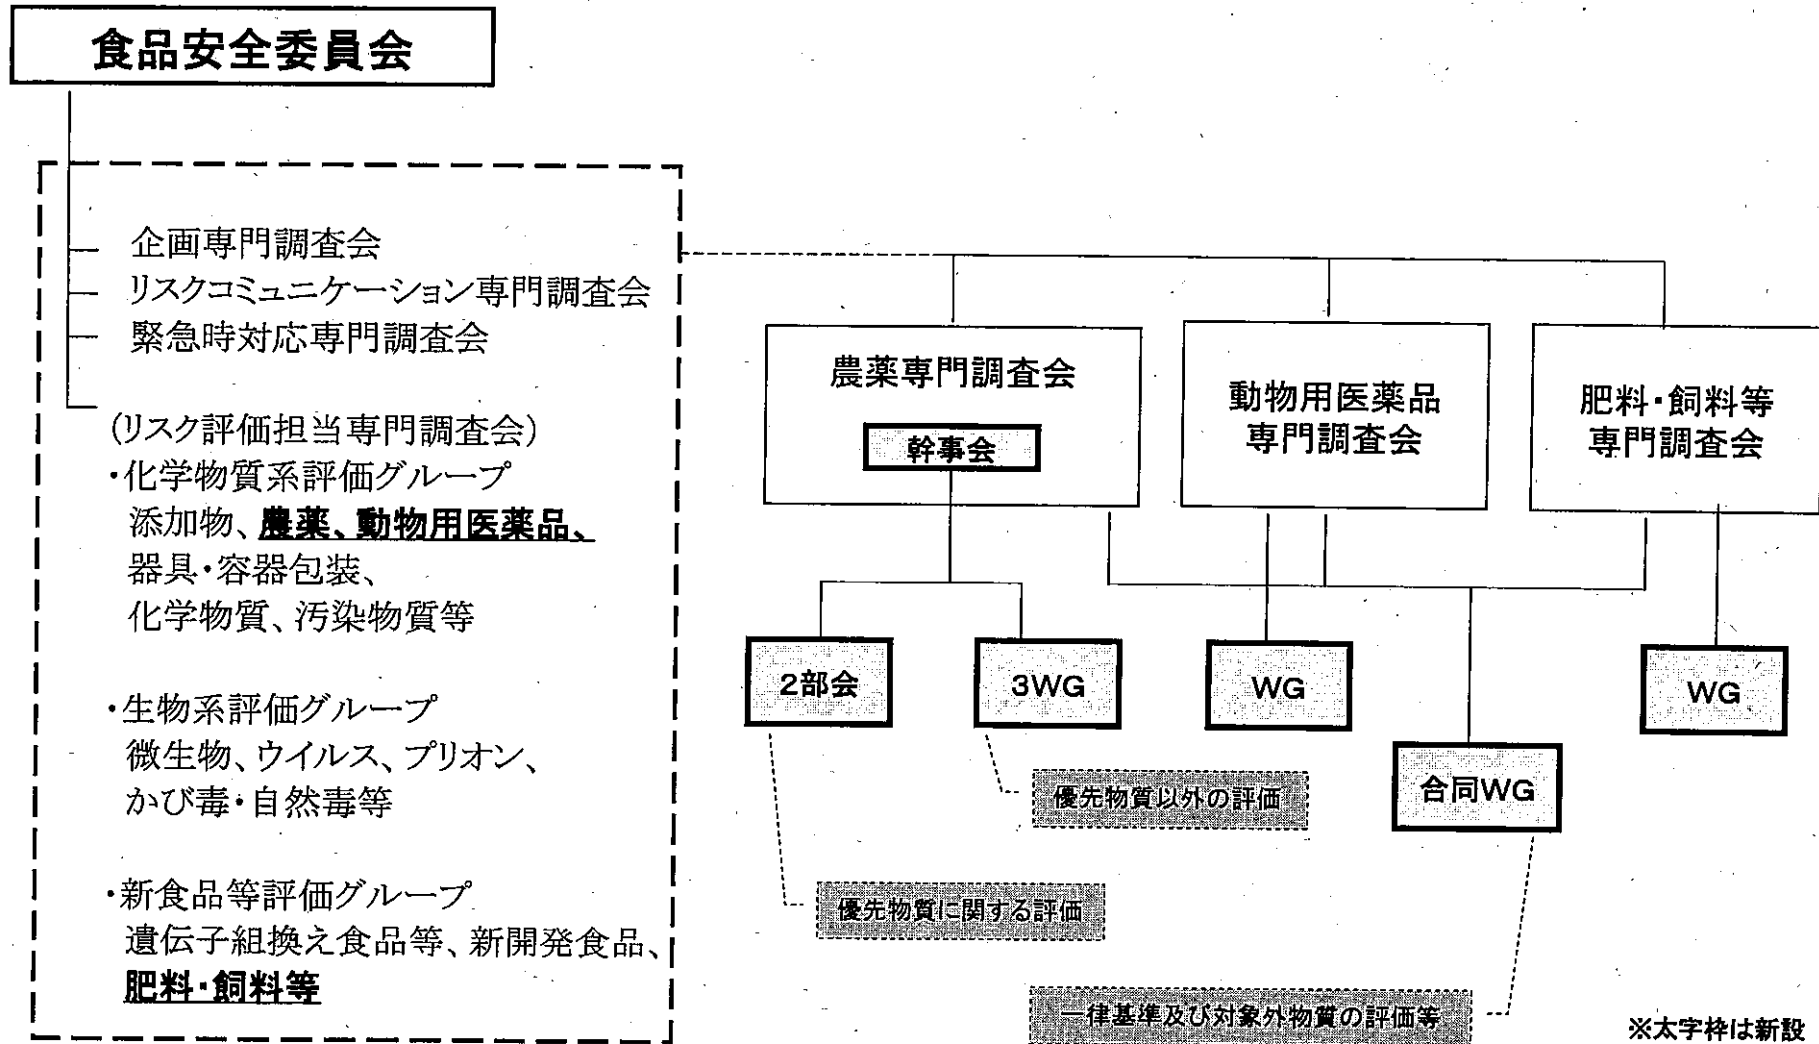 食品安全委員会
企画専門調査会
リスクコミュニケーション専門調査会
緊急時対応専門調査会
(リスク評価担当専門調査会)
・化学物質系評価グループ
添加物、農薬、動物用医薬品、
器具・容器包装、
化学物質、汚染物質等
・生物系評価グループ
微生物、ウイルス、プリオン、
かび毒・自然毒等
・新食品等評価グループ
遺伝子組換え食品等、新開発食品、
肥料・飼料等
農薬専門調査会
幹事会
動物用医薬品
専門調査会
肥料・飼料等
専門調査会
2部会
3WG
WG
WG
合同WG
優先物質以外の評価
優先物質に関する評価
一律基準及び対象外物質の評価等
※太字枠は新設